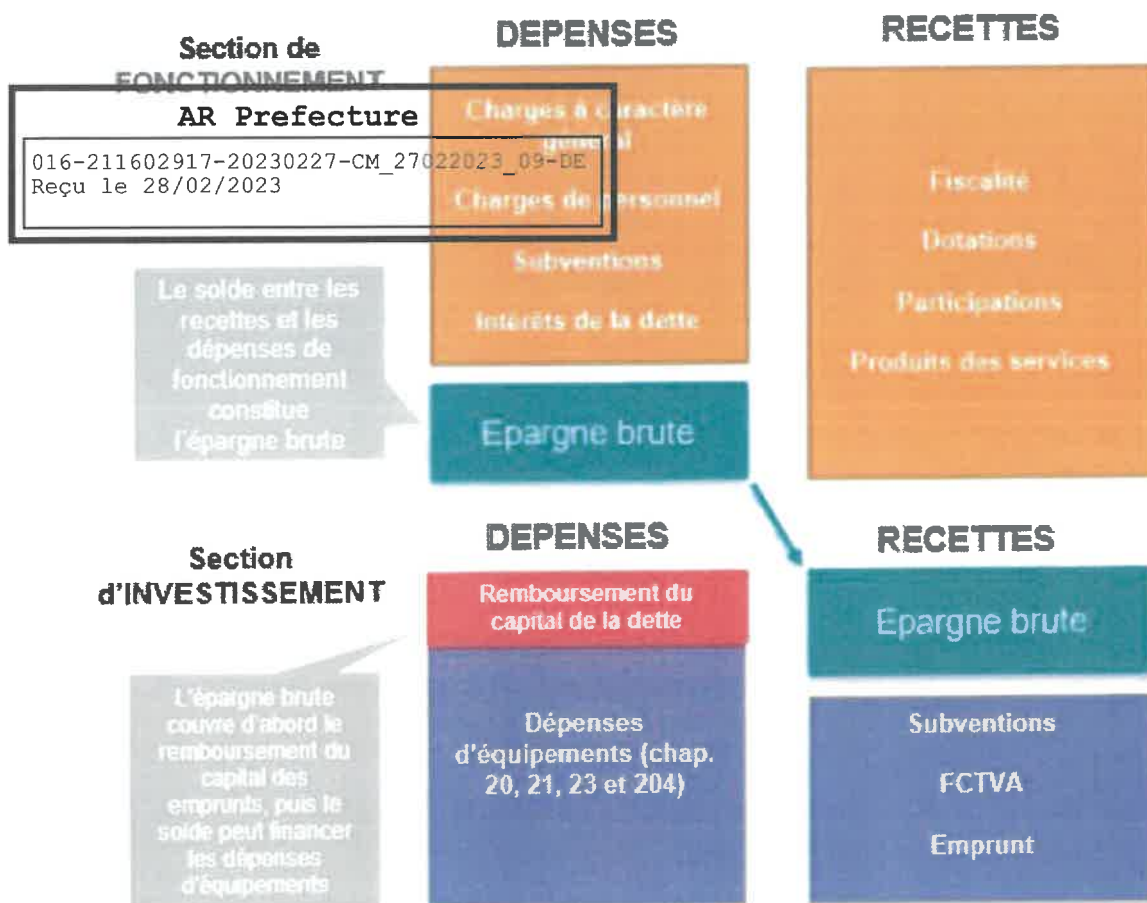 Section de
FONCTIONNEMENT
DEPENSES
RECETTES
AR Prefecture
016-211602917-20230227-CM_27022023_09-DE
Reçu le 28/02/2023
Charges à caractère
général
Charges de personnel
Subventions
Intérêts de la dette
Fiscalité
Dotations
Participations
Produits des services
Le solde entre les
recettes et les
dépenses de
fonctionnement
constitue
l'épargne brute
Epargne brute
Section
d'INVESTISSEMENT
DEPENSES
RECETTES
Remboursement du
capital de la dette
Epargne brute
L'épargne brute
couvre d'abord le
remboursement du
capital des
emprunts, puis le
solde peut financer
les dépenses
d'équipements
Dépenses
d'équipements (chap.
20, 21, 23 et 204)
Subventions
FCTVA
Emprunt